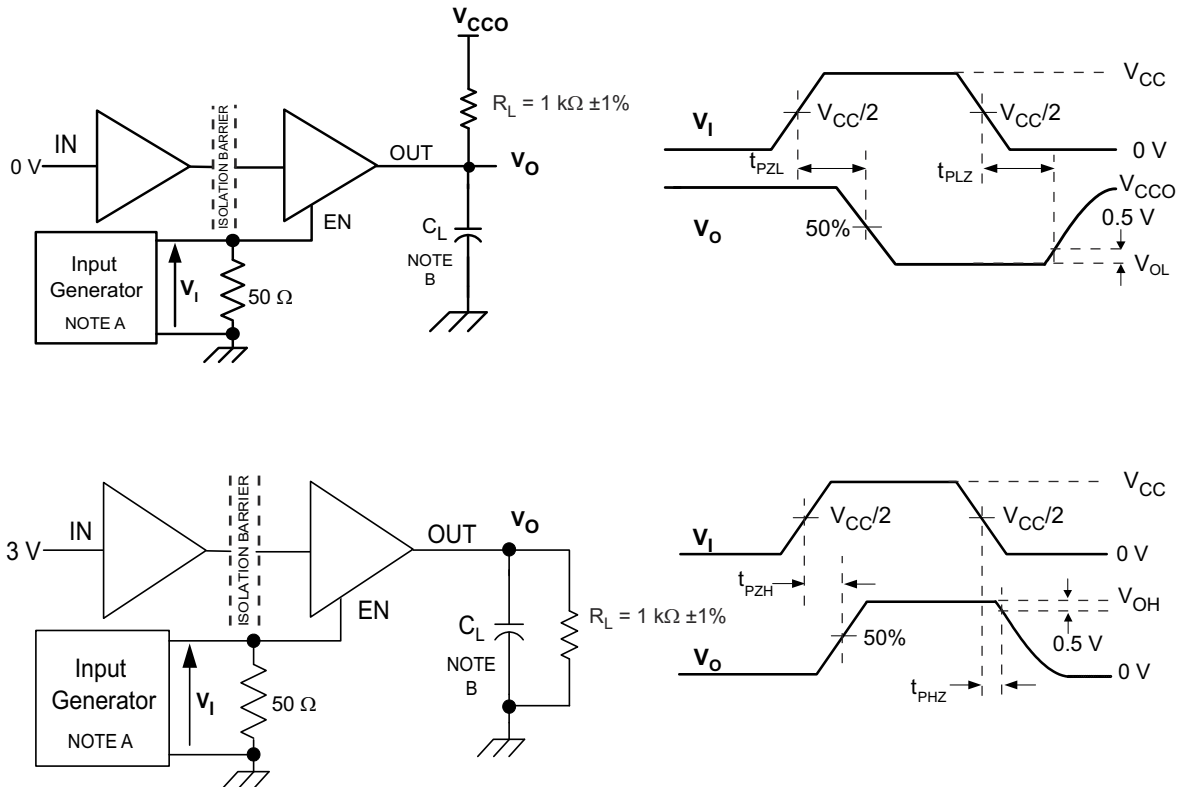 V_CCO
R_L = 1 kΩ ±1%
IN
0 V
ISOLATION BARRIER
OUT
V_O
EN
C_L
NOTE
B
Input
Generator
NOTE A
V_I
50 Ω
V_CC
V_I
V_CC/2
V_CC/2
0 V
t_PZL
t_PLZ
V_CCO
0.5 V
V_O
50%
V_OL
IN
3 V
ISOLATION BARRIER
OUT
V_O
EN
C_L
NOTE
B
R_L = 1 kΩ ±1%
Input
Generator
NOTE A
V_I
50 Ω
V_CC
V_I
V_CC/2
V_CC/2
0 V
t_PZH
V_OH
0.5 V
50%
V_O
0 V
t_PHZ